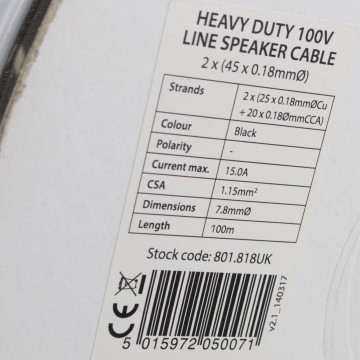 HEAVY DUTY 100V
LINE SPEAKER CABLE
2 x (45 x 0.18mmØ)
Strands 2 x (25 x 0.18mmØCu
+ 20 x 0.18ØmmCCA)
Colour Black
Polarity -
Current max. 15.0A
CSA 1.15mm²
Dimensions 7.8mmØ
Length 100m
Stock code: 801.818UK
CE
5 015972 050071
v2.1_140317